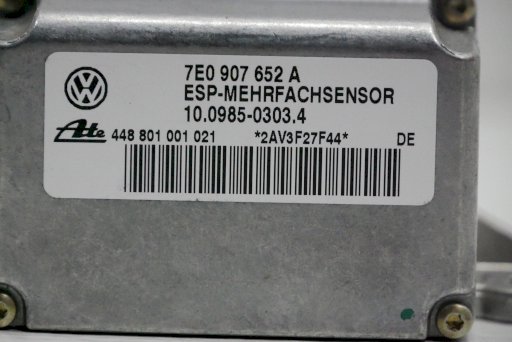 7E0 907 652 A
ESP-MEHRFACHSENSOR
10.0985-0303.4
Ate 448 801 001 021 *2AV3F27F44* DE